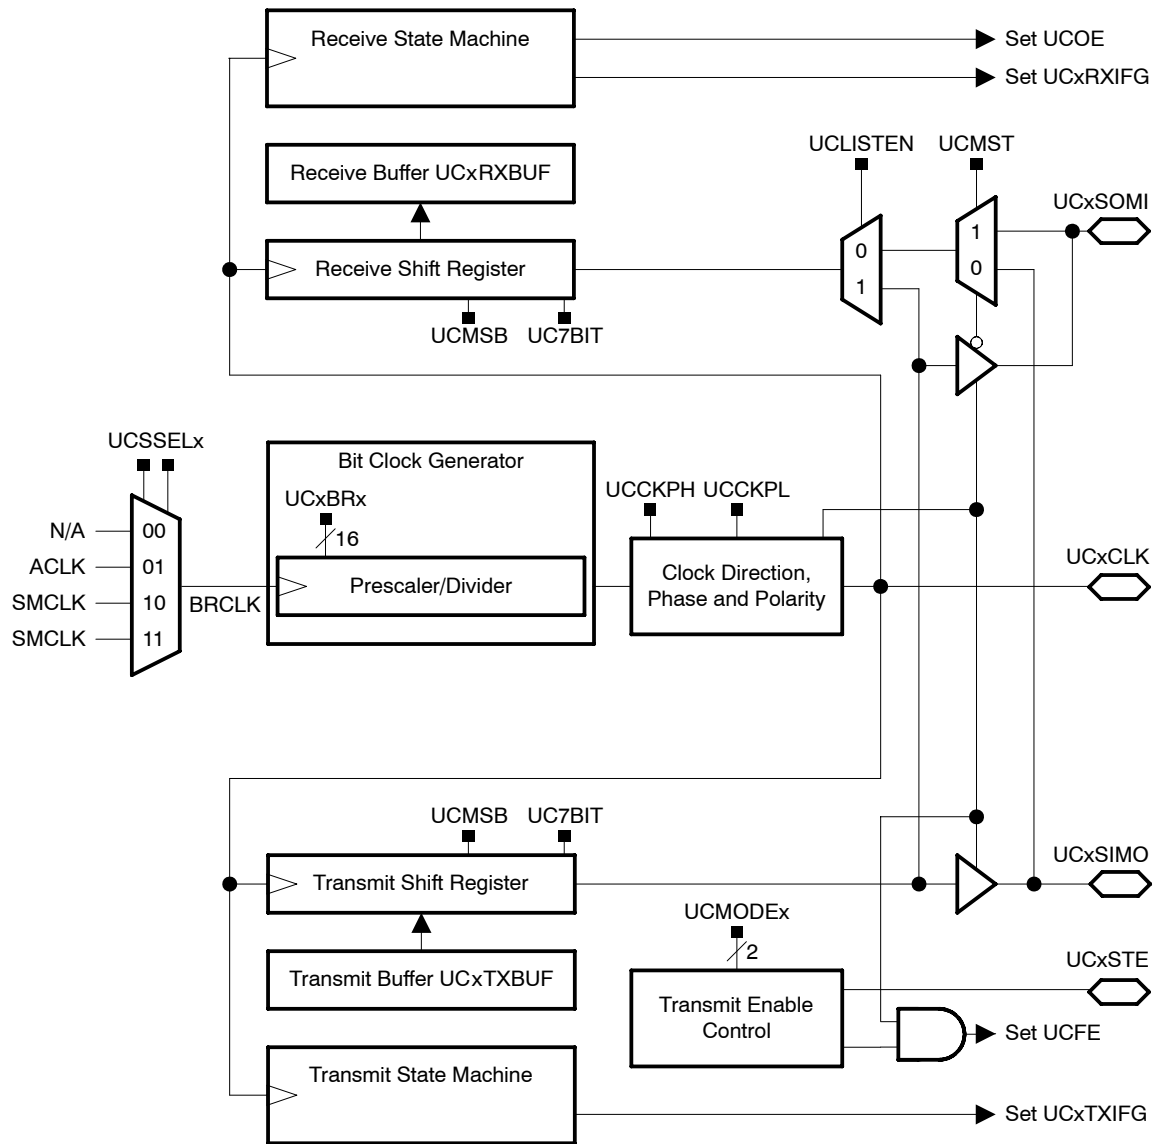 Receive State Machine
Set UCOE
Set UCxRXIFG
Receive Buffer UCxRXBUF
UCLISTEN
UCMST
UCxSOMI
1
0
0
1
Receive Shift Register
UCMSB
UC7BIT
UCSSELx
Bit Clock Generator
UCxBRx
16
UCCKPH
UCCKPL
N/A
00
ACLK
01
SMCLK
10
SMCLK
11
BRCLK
Prescaler/Divider
Clock Direction,
Phase and Polarity
UCxCLK
UCMSB
UC7BIT
Transmit Shift Register
UCxSIMO
UCMODEx
2
Transmit Buffer UCxTXBUF
UCxSTE
Transmit Enable
Control
Set UCFE
Transmit State Machine
Set UCxTXIFG